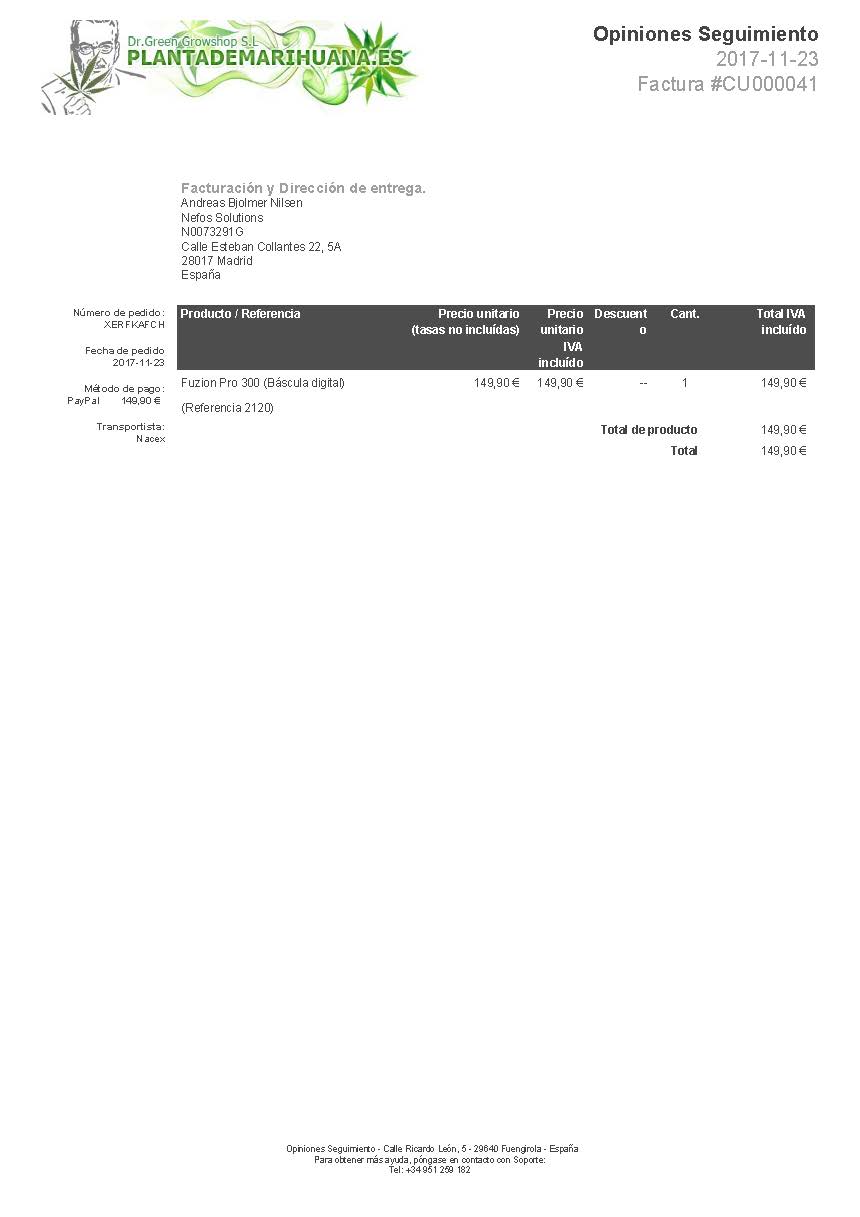 Dr.Green Growshop S.L
PLANTADEMARIHUANA.ES
Opiniones Seguimiento
2017-11-23
Factura #CU000041
Facturación y Dirección de entrega.
Andreas Bjolmer Nilsen
Nefos Solutions
N0073291G
Calle Esteban Collantes 22, 5A
28017 Madrid
España
Número de pedido:
XERFKAFCH
Fecha de pedido
2017-11-23
Método de pago:
PayPal 149,90 €
Transportista:
Nacex
Producto / Referencia Precio unitario Precio Descuent Cant. Total IVA
(tasas no incluídas) unitario o incluído
IVA
incluído
Fuzion Pro 300 (Báscula digital) 149,90 € 149,90 € -- 1 149,90 €
(Referencia 2120)
Total de producto 149,90 €
Total 149,90 €
Opiniones Seguimiento - Calle Ricardo León, 5 - 29640 Fuengirola - España
Para obtener más ayuda, póngase en contacto con Soporte:
Tel: +34 951 259 182